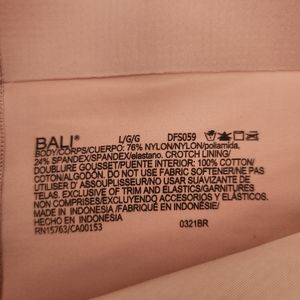 BALI® L/G/G DFS059
BODY/CORPS/CUERPO: 76% NYLON/NYLON/poliamida,
24% SPANDEX/SPANDEX/elastano. CROTCH LINING/
DOUBLURE GOUSSET/PUENTE INTERIOR: 100% COTTON/
COTON/ALGODÓN. DO NOT USE FABRIC SOFTENER/NE PAS
UTILISER D' ASSOUPLISSEUR/NO USAR SUAVIZANTE DE
TELAS. EXCLUSIVE OF TRIM AND ELASTICS/GARNITURES
NON COMPRISES/EXCLUYENDO ACCESORIOS Y ELÁSTICOS.
MADE IN INDONESIA / FABRIQUÉ EN INDONÉSIE/
HECHO EN INDONESIA
RN15763/CA00153 0321BR